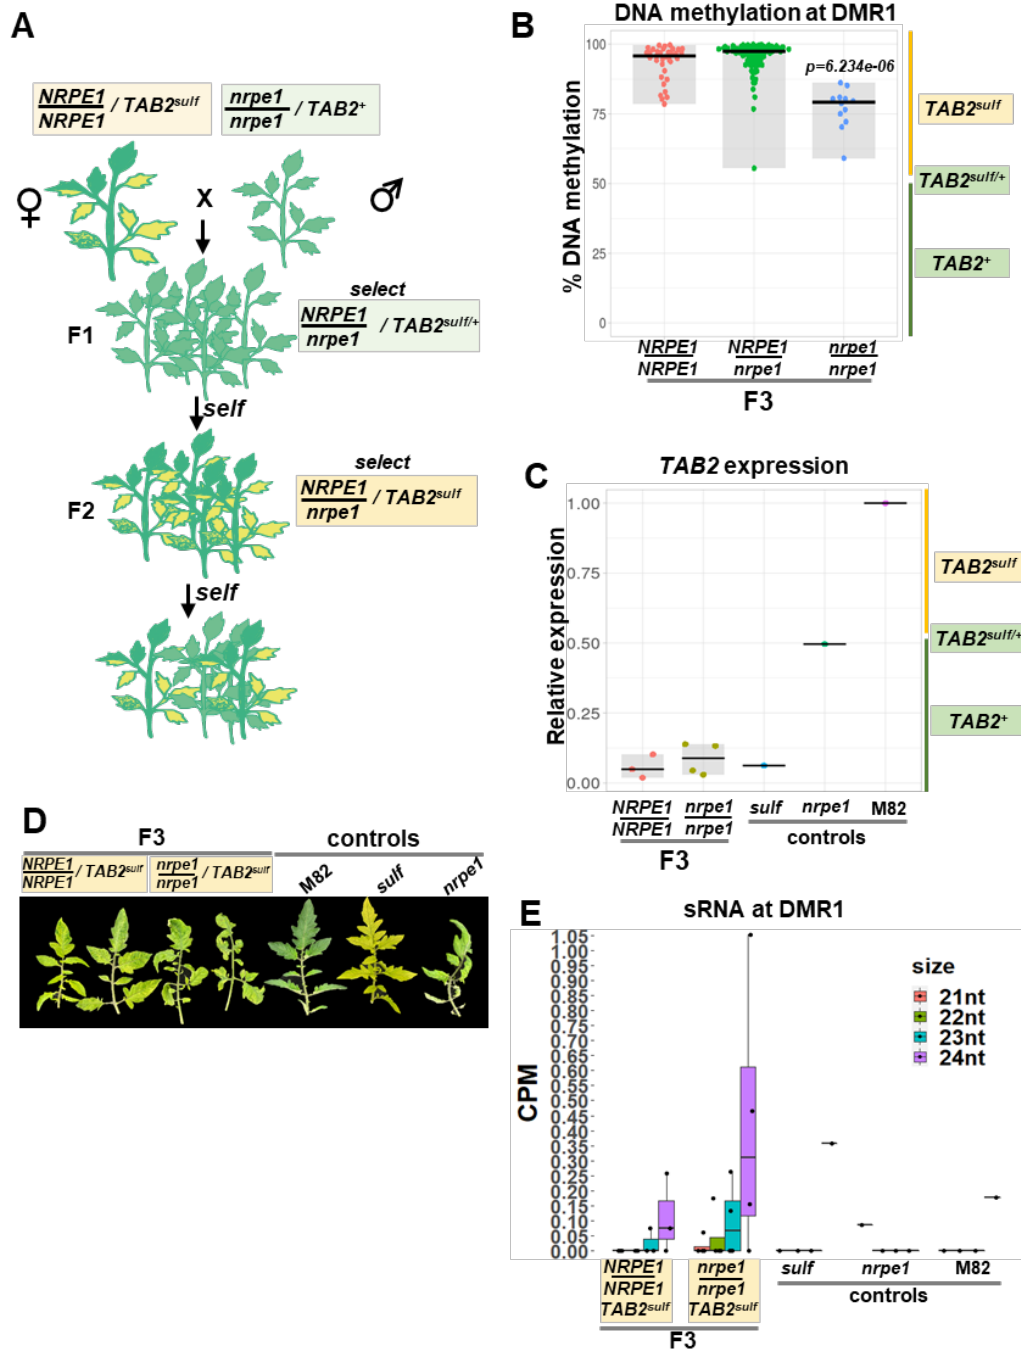 A
NRPE1
NRPE1
/ TAB2sulf
nrpe1
nrpe1
/ TAB2+
♀
X
♂
F1
select
NRPE1
nrpe1
/ TAB2sulf/+
self
F2
select
NRPE1
nrpe1
/ TAB2sulf
self
B
DNA methylation at DMR1
% DNA methylation
100
75
50
25
0
p=6.234e-06
NRPE1
NRPE1
NRPE1
nrpe1
nrpe1
nrpe1
F3
TAB2sulf
TAB2sulf/+
TAB2+
C
TAB2 expression
Relative expression
1.00
0.75
0.50
0.25
0.00
NRPE1
NRPE1
nrpe1
nrpe1
sulf
nrpe1
M82
F3
controls
TAB2sulf
TAB2sulf/+
TAB2+
D
F3
controls
NRPE1
NRPE1
/ TAB2sulf
nrpe1
nrpe1
/ TAB2sulf
M82
sulf
nrpe1
E
sRNA at DMR1
CPM
1.05
1.00
0.95
0.90
0.85
0.80
0.75
0.70
0.65
0.60
0.55
0.50
0.45
0.40
0.35
0.30
0.25
0.20
0.15
0.10
0.05
0.00
size
21nt
22nt
23nt
24nt
NRPE1
NRPE1
TAB2sulf
nrpe1
nrpe1
TAB2sulf
sulf
nrpe1
M82
F3
controls